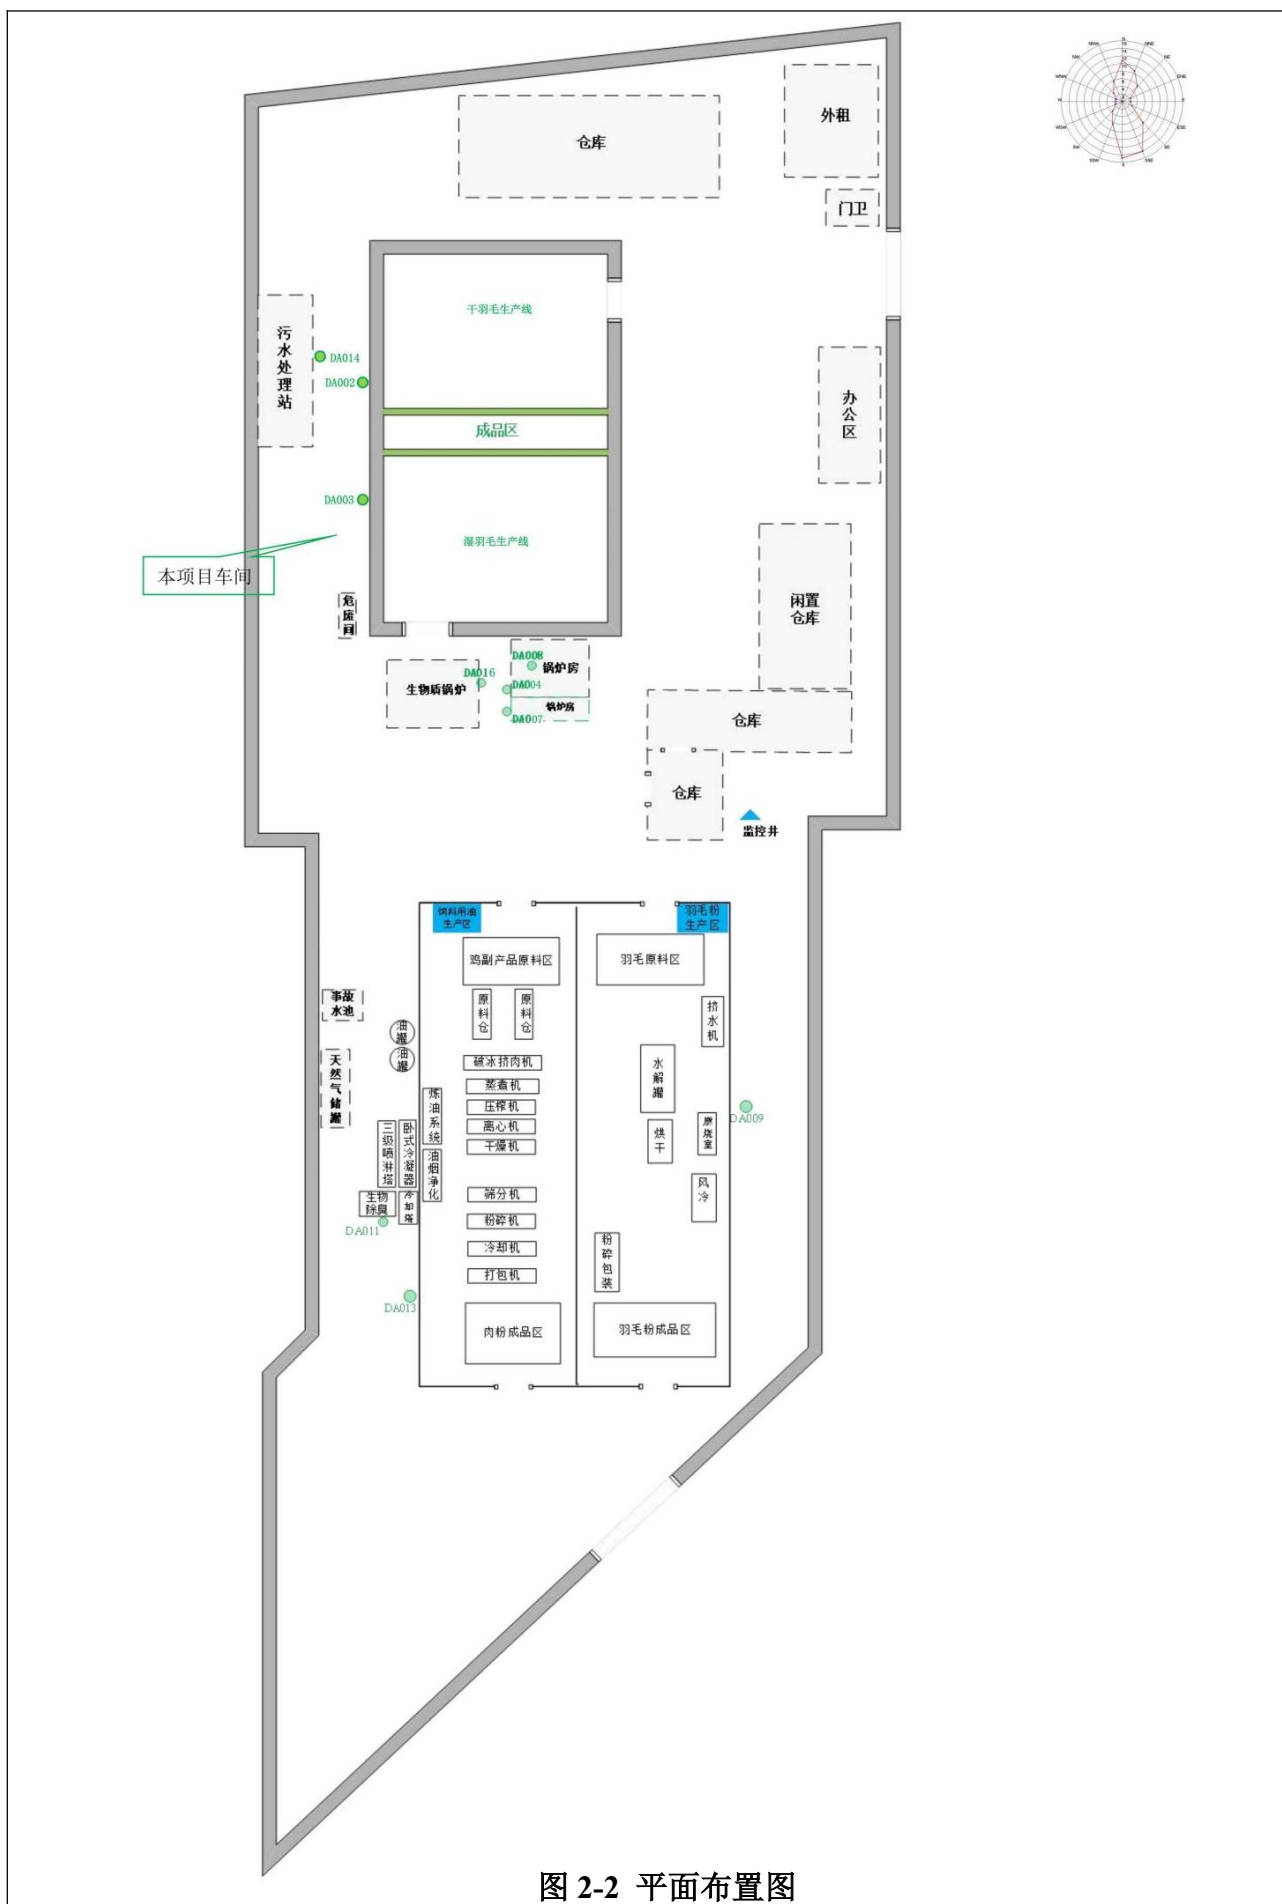 外租
仓库
门卫
干羽毛生产线
污水处理站
DA014
DA002
办公区
成品区
DA003
湿羽毛生产线
本项目车间
危废间
闲置
仓库
DA008
锅炉房
DA016
生物质锅炉
DA004
锅炉房
DA007
仓库
仓库
监控井
饲料用油
生产区
羽毛粉
生产区
鸡副产品原料区
羽毛原料区
事故
水池
原料仓
原料仓
挤水机
油罐
油罐
天然气储罐
破冰挤肉机
水解罐
蒸煮机
炼油系统
压榨机
DA009
离心机
燃烧室
三级喷淋塔
卧式冷凝器
干燥机
烘干
油烟净化
筛分机
风冷
生物
除臭
冷却塔
粉碎机
DA011
冷却机
粉碎包装
打包机
DA013
肉粉成品区
羽毛粉成品区
图 2-2 平面布置图